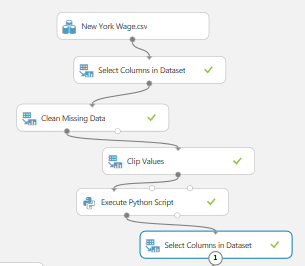 New York Wage.csv
Select Columns in Dataset
Clean Missing Data
Clip Values
Execute Python Script
Select Columns in Dataset
1